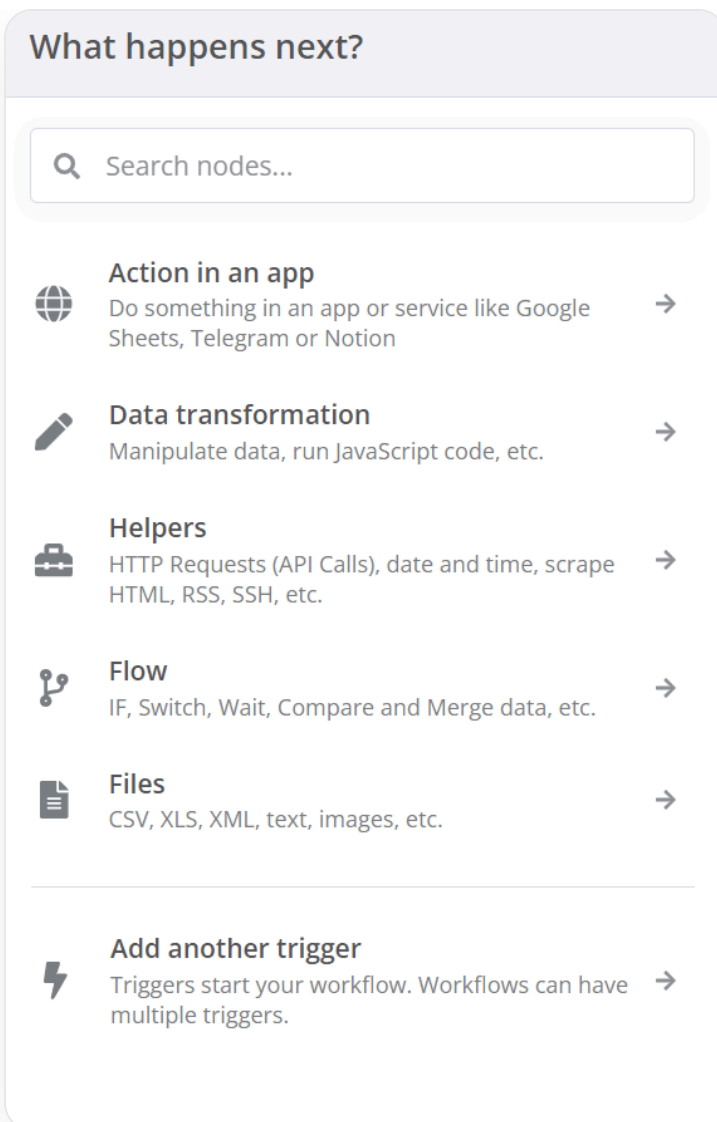 What happens next?
Search nodes...
Action in an app
Do something in an app or service like Google
Sheets, Telegram or Notion
Data transformation
Manipulate data, run JavaScript code, etc.
Helpers
HTTP Requests (API Calls), date and time, scrape
HTML, RSS, SSH, etc.
Flow
IF, Switch, Wait, Compare and Merge data, etc.
Files
CSV, XLS, XML, text, images, etc.
Add another trigger
Triggers start your workflow. Workflows can have
multiple triggers.